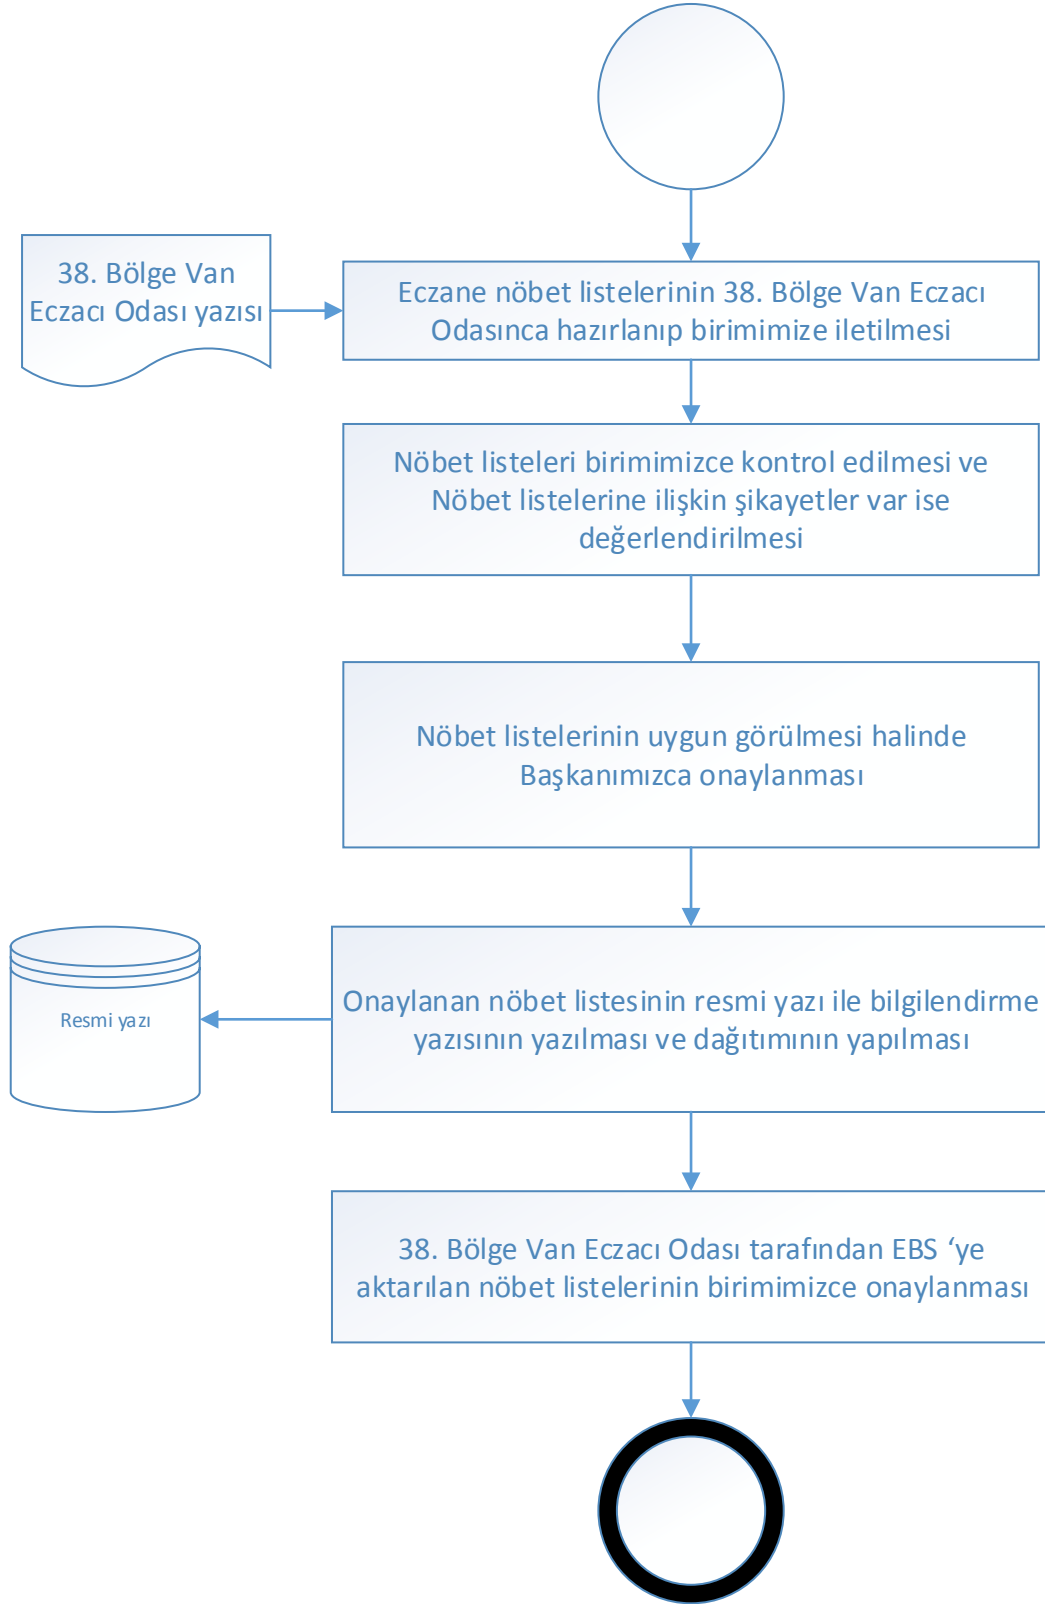 38. Bölge Van
Eczacı Odası yazısı
Eczane nöbet listelerinin 38. Bölge Van Eczacı
Odasınca hazırlanıp birimimize iletilmesi
Nöbet listeleri birimimizce kontrol edilmesi ve
Nöbet listelerine ilişkin şikayetler var ise
değerlendirilmesi
Nöbet listelerinin uygun görülmesi halinde
Başkanımızca onaylanması
Resmi yazı
Onaylanan nöbet listesinin resmi yazı ile bilgilendirme
yazısının yazılması ve dağıtımının yapılması
38. Bölge Van Eczacı Odası tarafından EBS ‘ye
aktarılan nöbet listelerinin birimimizce onaylanması